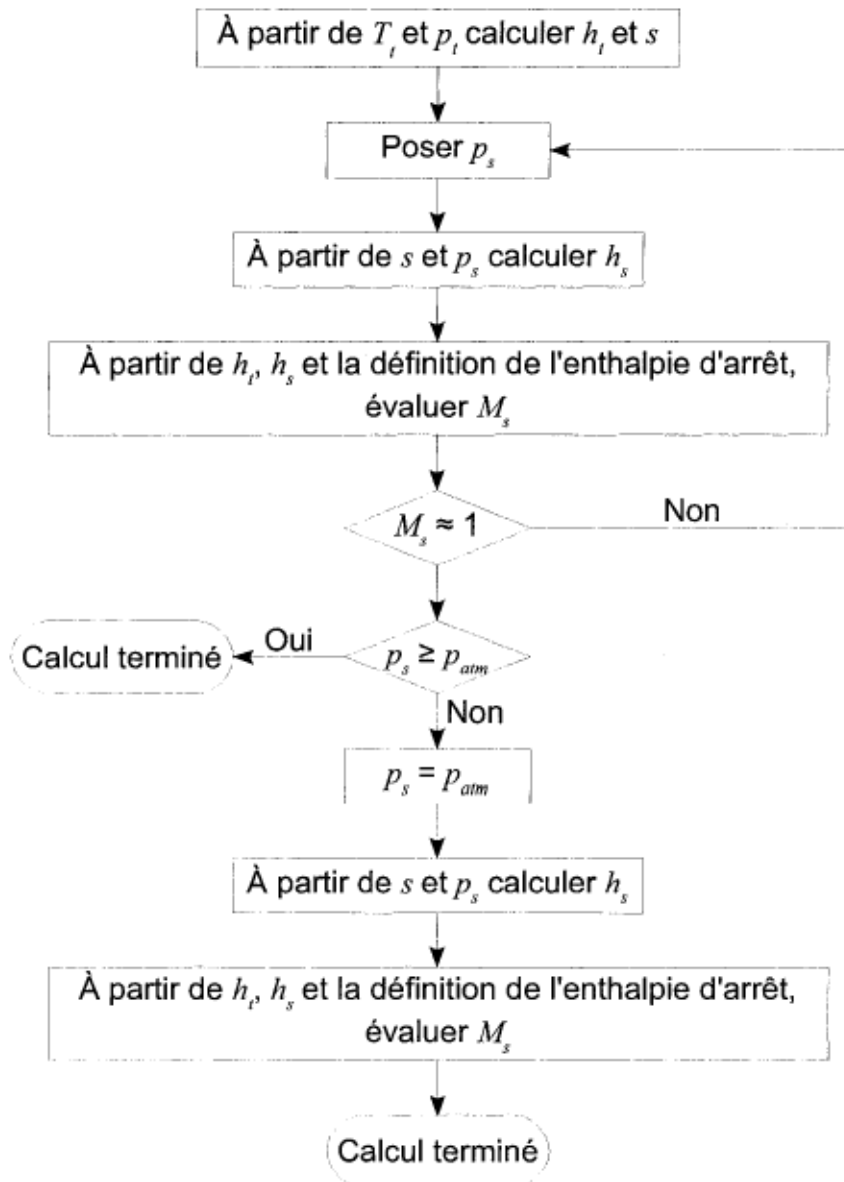 À partir de T_t et p_t calculer h_t et s
Poser p_s
À partir de s et p_s calculer h_s
À partir de h_t, h_s et la définition de l'enthalpie d'arrêt,
évaluer M_s
M_s ≈ 1
Non
Calcul terminé
Oui
p_s ≥ p_atm
Non
p_s = p_atm
À partir de s et p_s calculer h_s
À partir de h_t, h_s et la définition de l'enthalpie d'arrêt,
évaluer M_s
Calcul terminé